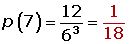 p(7) = 12/6³ = 1/18